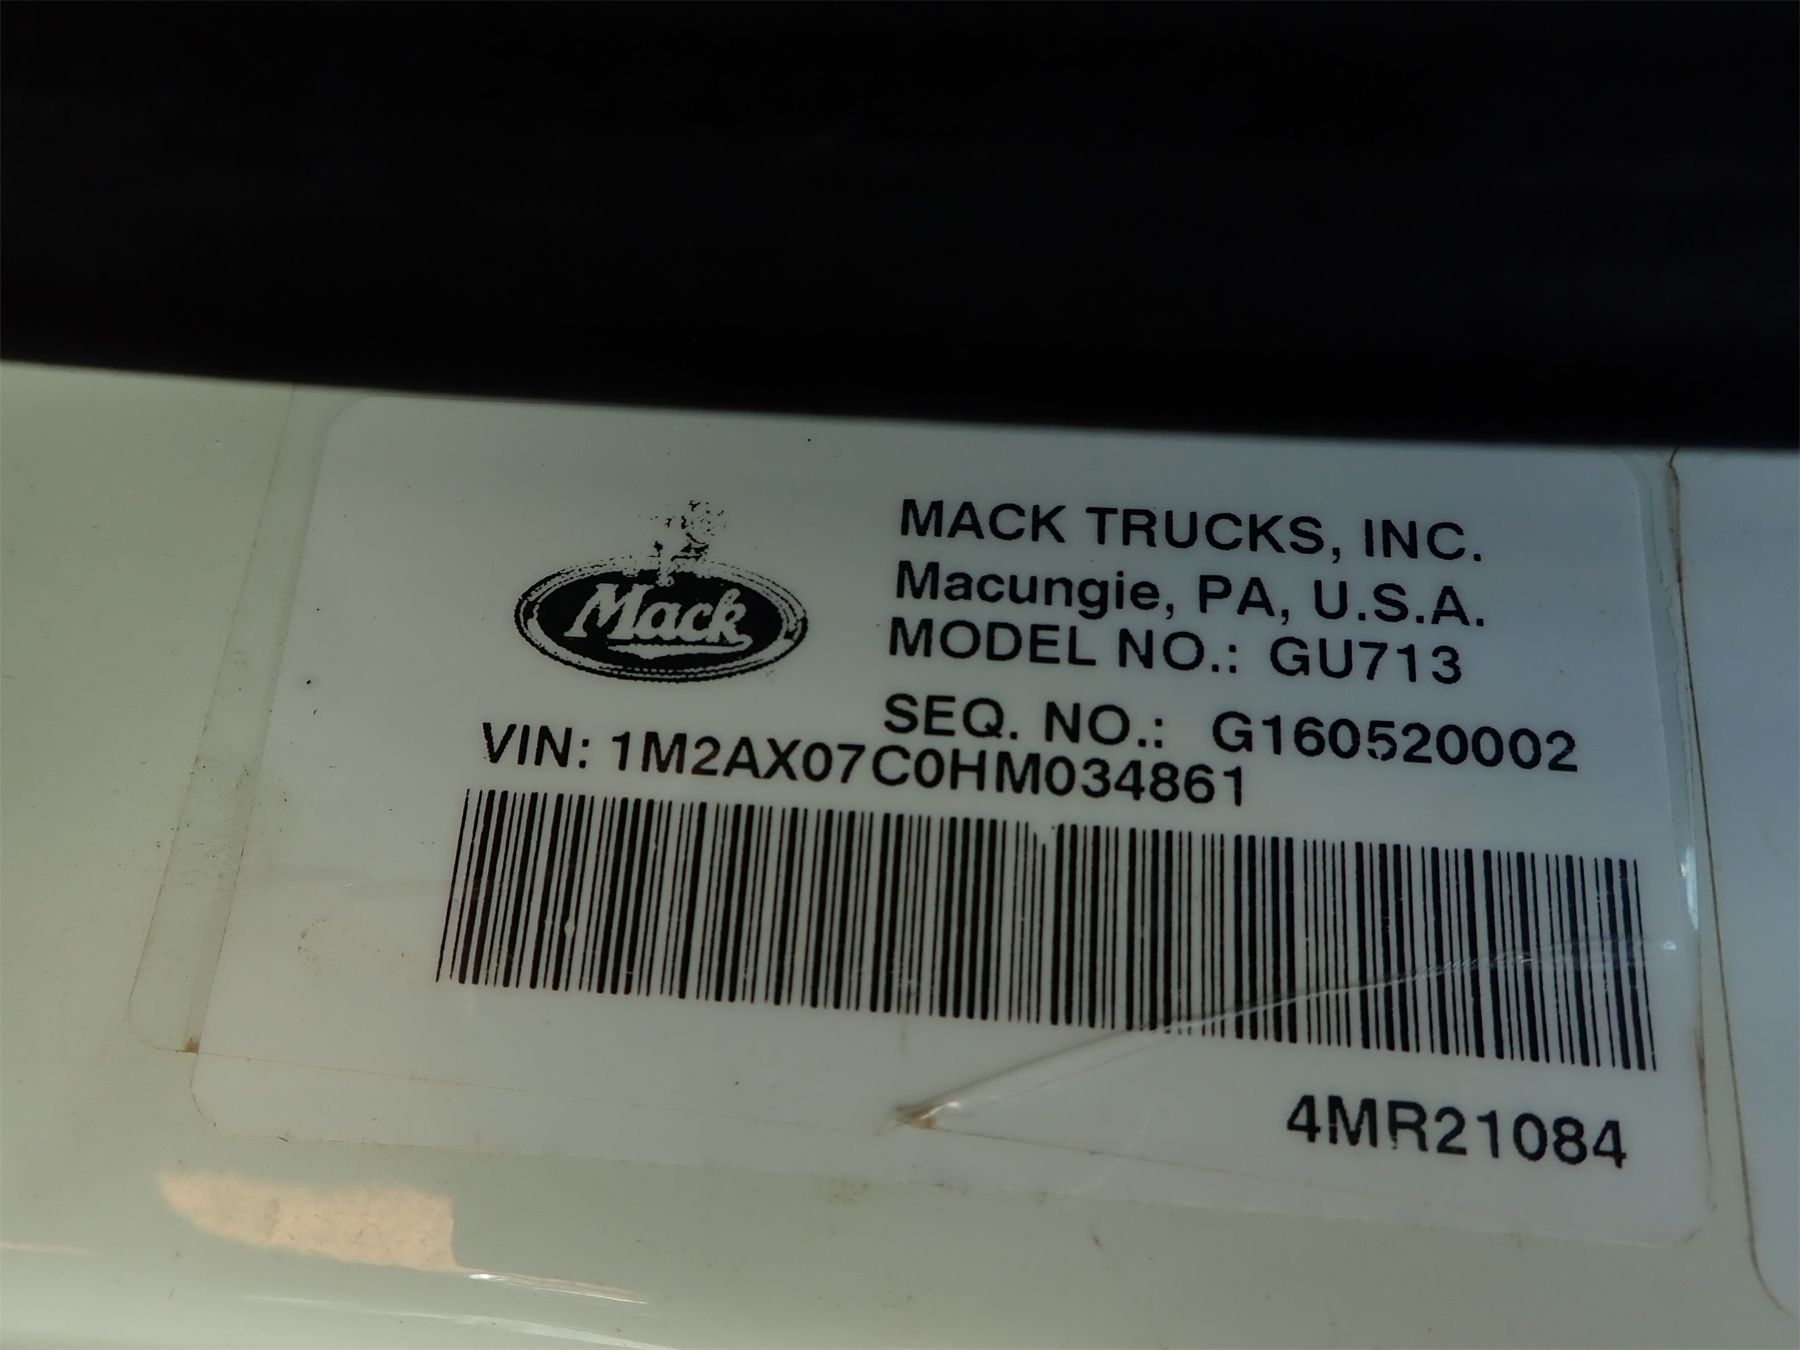 Mack
MACK TRUCKS, INC.
Macungie, PA, U.S.A.
MODEL NO.: GU713
SEQ. NO.: G160520002
VIN: 1M2AX07C0HM034861
4MR21084